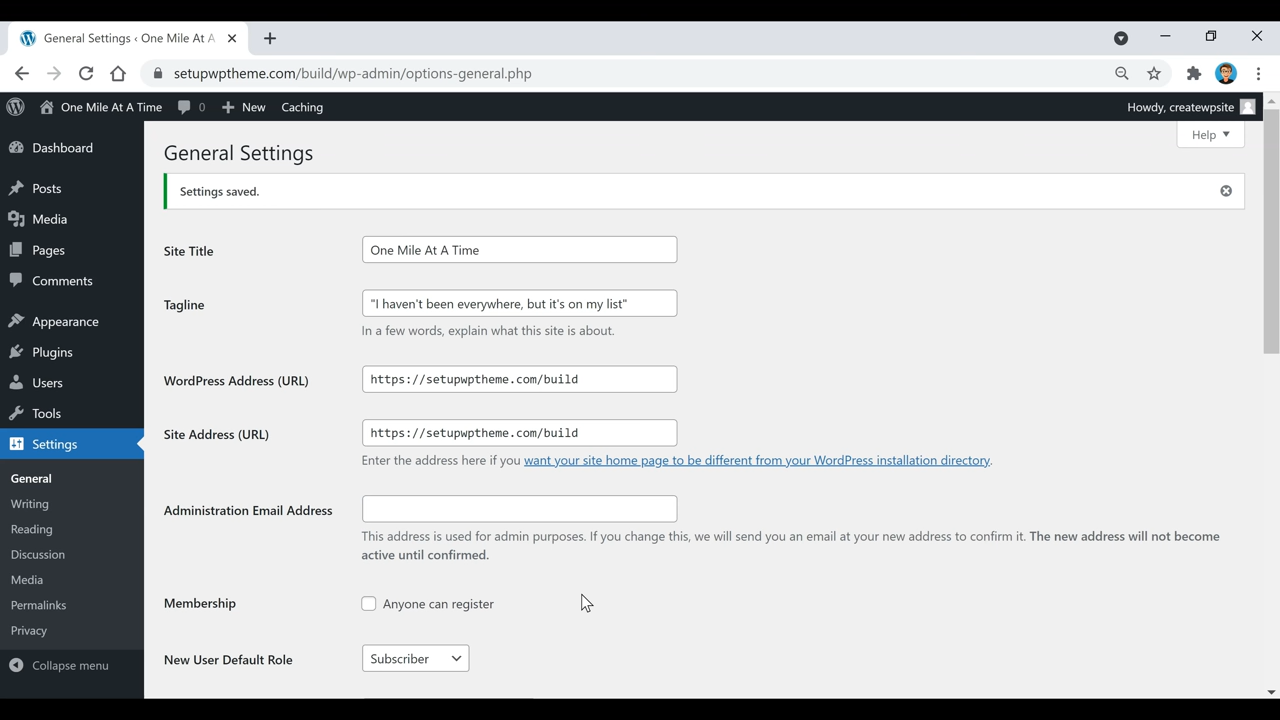 General Settings ‹ One Mile At A
setupwptheme.com/build/wp-admin/options-general.php
One Mile At A Time 0 New Caching Howdy, createwpsite
Help
Dashboard
Posts
Media
Pages
Comments
Appearance
Plugins
Users
Tools
Settings
General
Writing
Reading
Discussion
Media
Permalinks
Privacy
Collapse menu
General Settings
Settings saved.
Site Title One Mile At A Time
Tagline "I haven't been everywhere, but it's on my list"
In a few words, explain what this site is about.
WordPress Address (URL) https://setupwptheme.com/build
Site Address (URL) https://setupwptheme.com/build
Enter the address here if you want your site home page to be different from your WordPress installation directory.
Administration Email Address
This address is used for admin purposes. If you change this, we will send you an email at your new address to confirm it. The new address will not become
active until confirmed.
Membership Anyone can register
New User Default Role Subscriber